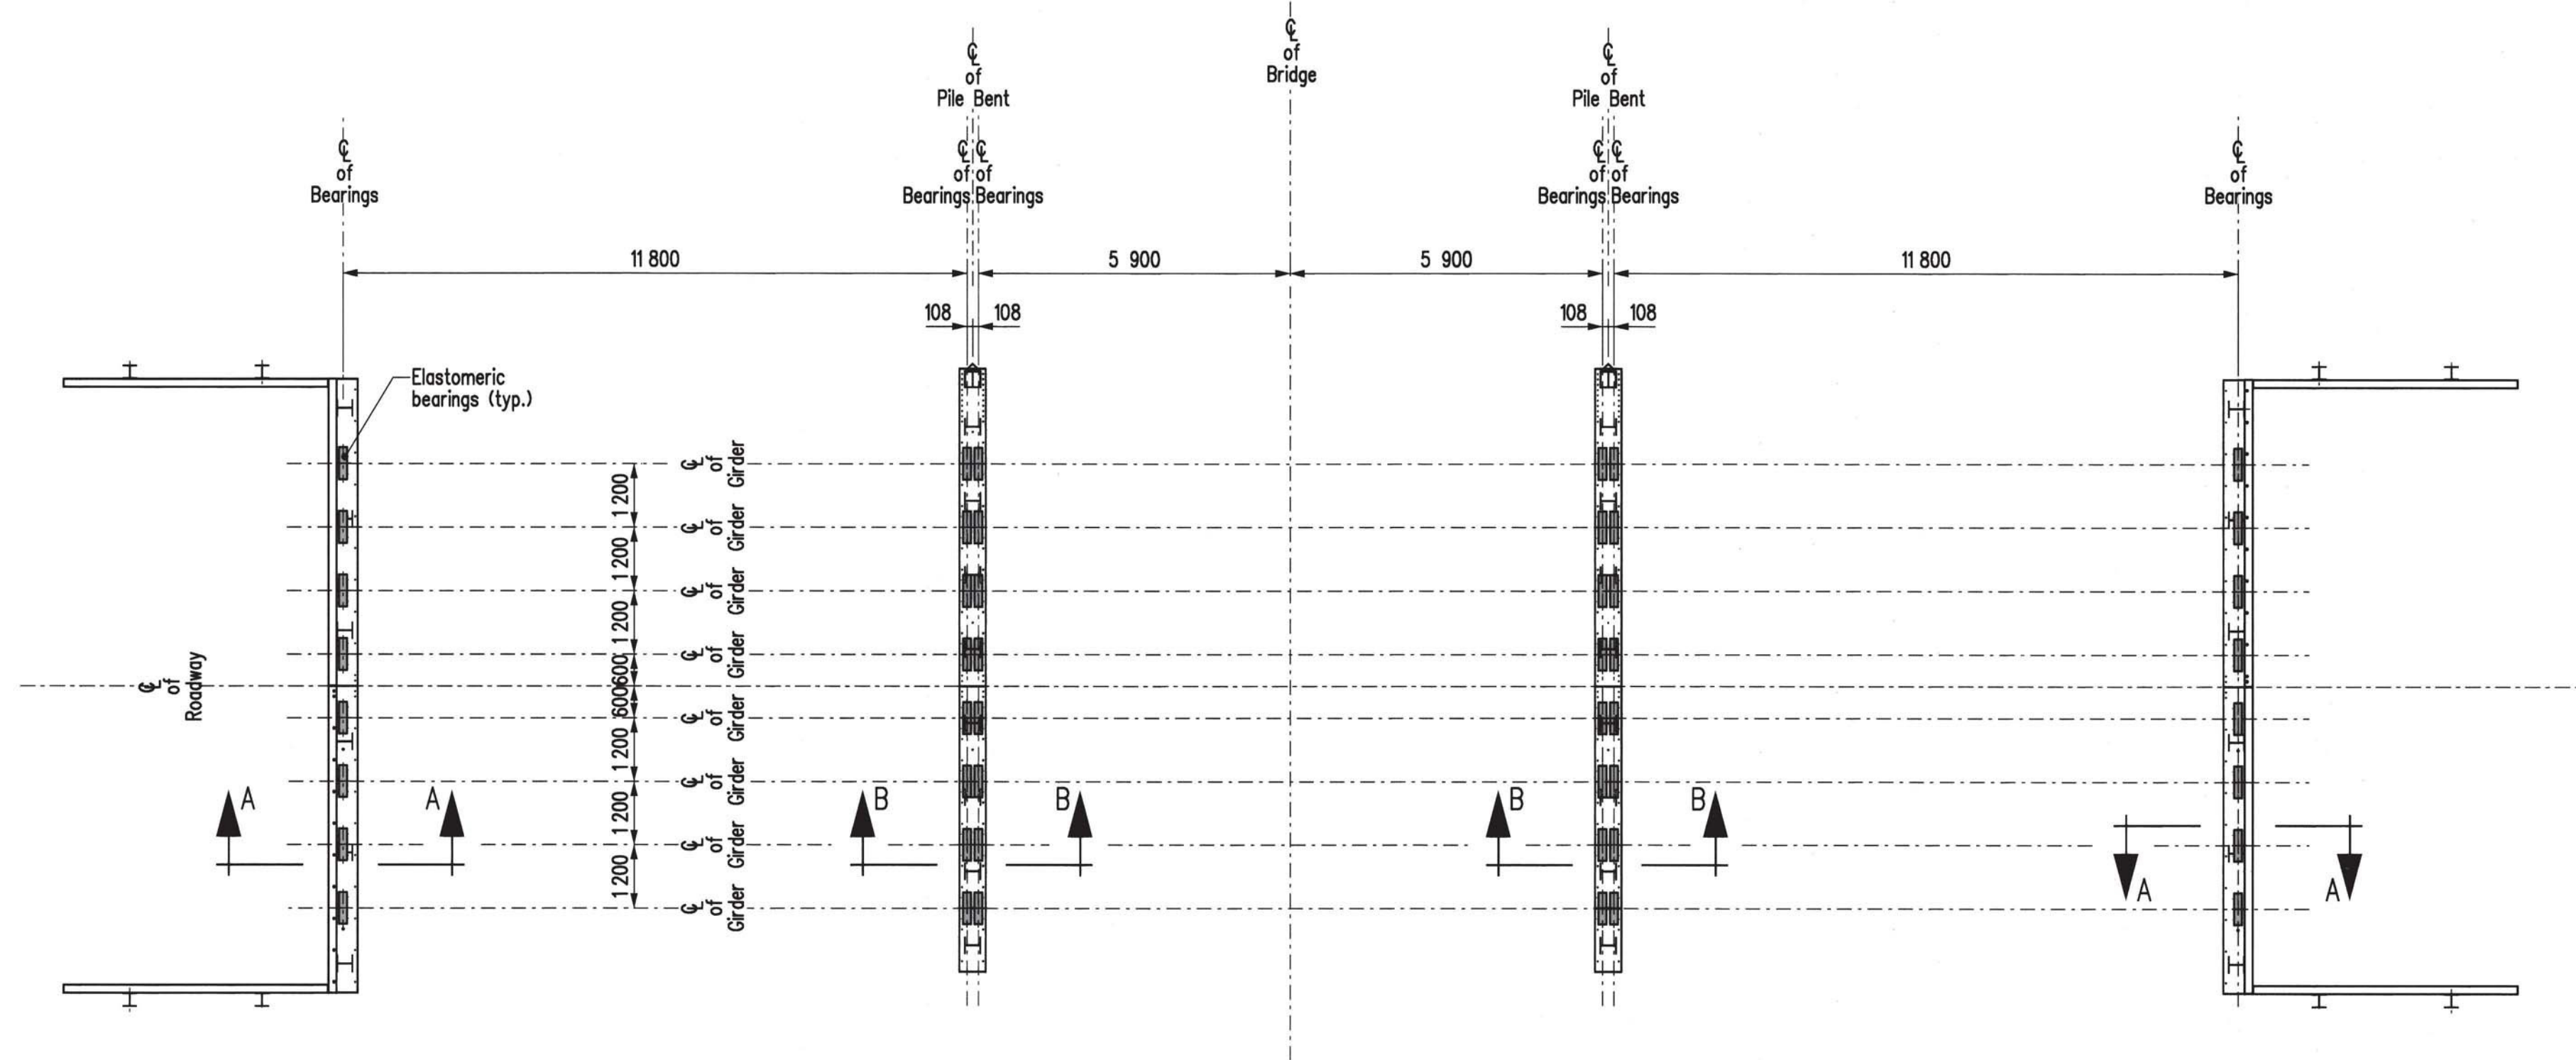 ℄
of
Bridge
℄
of
Pile Bent
℄
of
Pile Bent
℄
of
Bearings
℄ ℄
of of
Bearings Bearings
℄ ℄
of of
Bearings Bearings
℄
of
Bearings
11 800
5 900
5 900
11 800
108
108
108
108
Elastomeric
bearings (typ.)
℄
of
Girder
1 200
℄
of
Girder
1 200
℄
of
Girder
1 200
℄
of
Girder
600
℄
of
Roadway
600
℄
of
Girder
1 200
℄
of
Girder
1 200
℄
of
Girder
1 200
℄
of
Girder
A
A
B
B
B
B
A
A